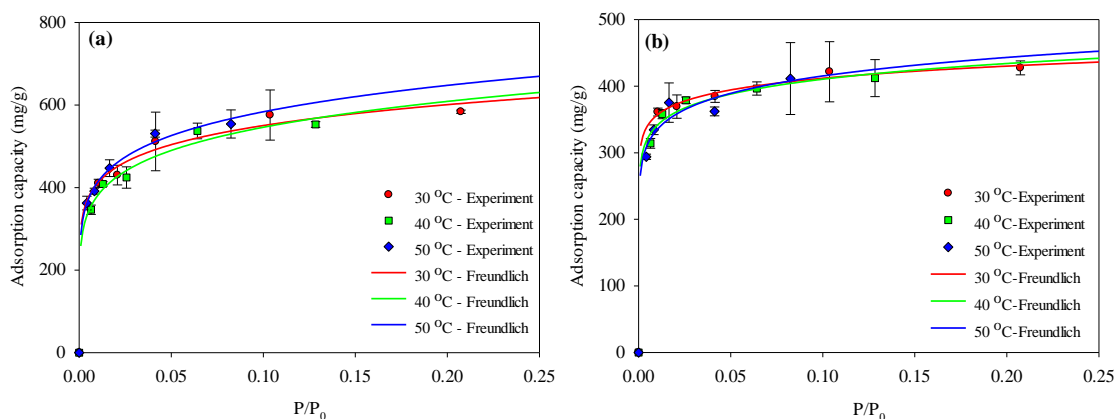 (a)
Adsorption capacity (mg/g)
800
600
400
200
0
0.00 0.05 0.10 0.15 0.20 0.25
P/P0
30 °C - Experiment
40 °C - Experiment
50 °C - Experiment
30 °C - Freundlich
40 °C - Freundlich
50 °C - Freundlich
(b)
Adsorption capacity (mg/g)
500
400
300
200
100
0
0.00 0.05 0.10 0.15 0.20 0.25
P/P0
30 °C-Experiment
40 °C-Experiment
50 °C-Experiment
30 °C-Freundlich
40 °C-Freundlich
50 °C-Freundlich